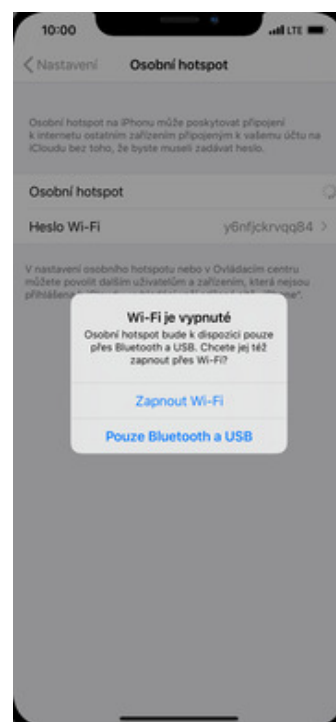 10:00
LTE
Nastavení
Osobní hotspot
Osobní hotspot na iPhonu může poskytovat připojení
k internetu ostatním zařízením připojeným k vašemu účtu na
iCloudu bez toho, že byste museli zadávat heslo.
Osobní hotspot
Heslo Wi-Fi
y6nfjckrvqq84
V nastavení osobního hotspotu nebo v Ovládacím centru
můžete povolit dalším uživatelům a zařízením, která nejsou
Wi-Fi je vypnuté
Osobní hotspot bude k dispozici pouze
přes Bluetooth a USB. Chcete jej též
zapnout přes Wi-Fi?
Zapnout Wi-Fi
Pouze Bluetooth a USB